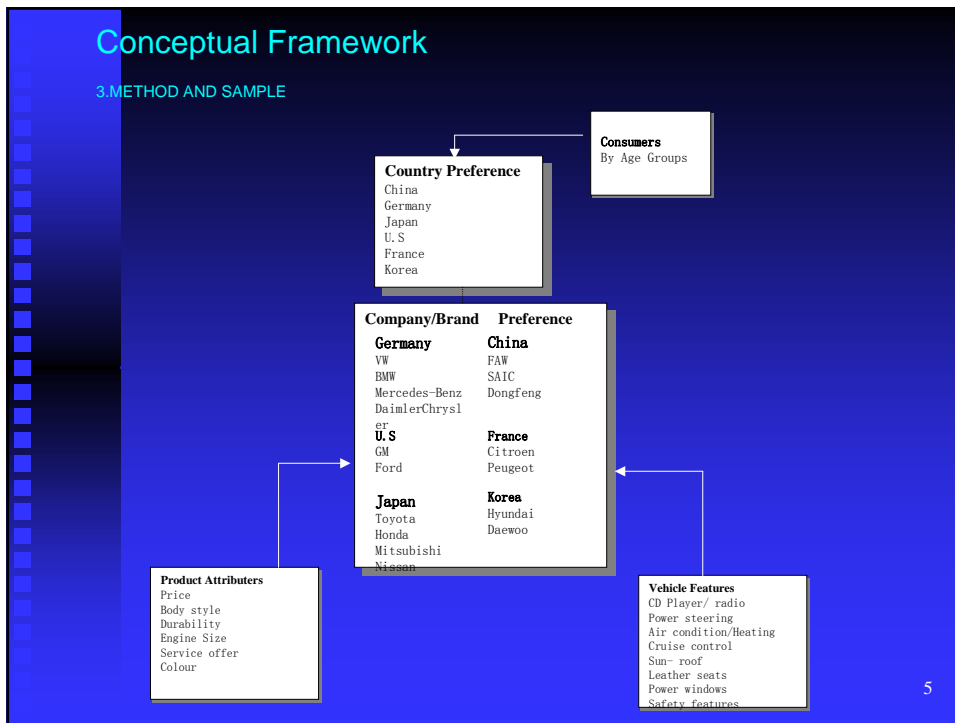 Conceptual Framework
3.METHOD AND SAMPLE
Consumers
By Age Groups
Country Preference
China
Germany
Japan
U.S
France
Korea
Company/Brand Preference
Germany
VW
BMW
Mercedes-Benz
DaimlerChrysl
er
U.S
GM
Ford
Japan
Toyota
Honda
Mitsubishi
Nissan
China
FAW
SAIC
Dongfeng
France
Citroen
Peugeot
Korea
Hyundai
Daewoo
Product Attributers
Price
Body style
Durability
Engine Size
Service offer
Colour
Vehicle Features
CD Player/ radio
Power steering
Air condition/Heating
Cruise control
Sun- roof
Leather seats
Power windows
Safety features
5